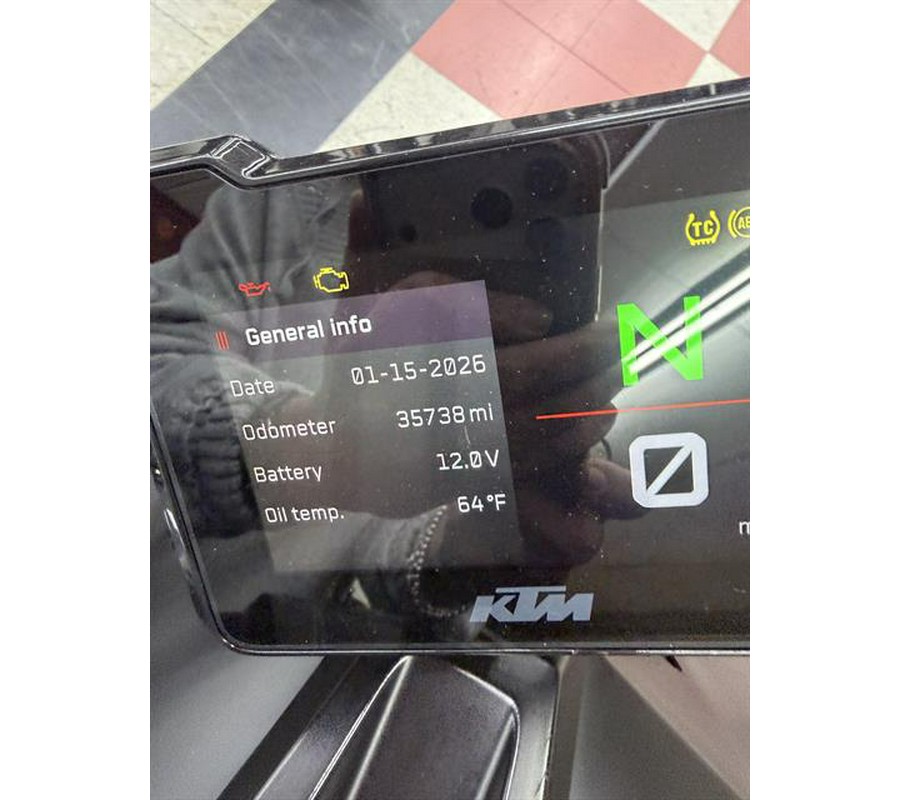 TC
General info
Date 01-15-2026
Odometer 35738 mi
Battery 12.0V
Oil temp. 64°F
N
0
KTM